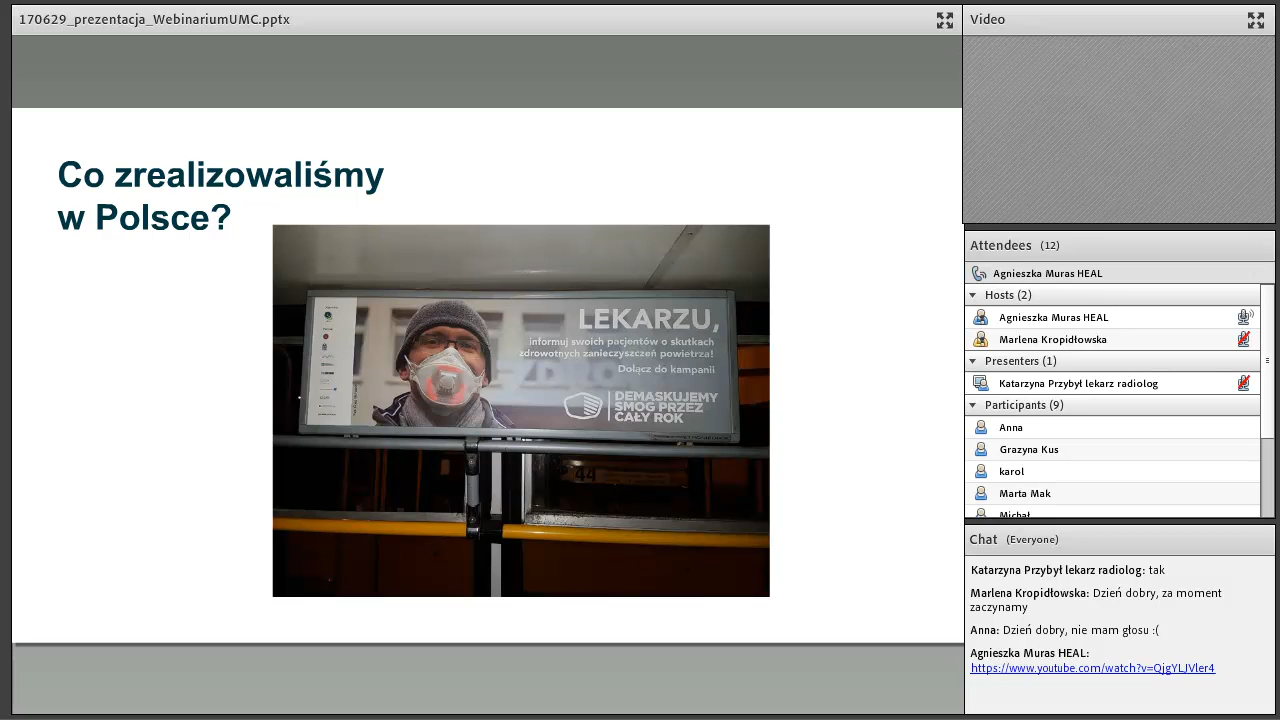 170629_prezentacja_WebinariumUMC.pptx
Co zrealizowaliśmy
w Polsce?
LEKARZU,
informuj swoich pacjentów o skutkach
zdrowotnych zanieczyszczeń powietrza!
Dołącz do kampanii
DEMASKUJEMY
SMOG PRZEZ
CAŁY ROK
44
Video
Attendees (12)
Agnieszka Muras HEAL
Hosts (2)
Agnieszka Muras HEAL
Marlena Kropidłowska
Presenters (1)
Katarzyna Przybył lekarz radiolog
Participants (9)
Anna
Grazyna Kus
karol
Marta Mak
Michał
Chat (Everyone)
Katarzyna Przybył lekarz radiolog: tak
Marlena Kropidłowska: Dzień dobry, za moment
zaczynamy
Anna: Dzień dobry, nie mam głosu :(
Agnieszka Muras HEAL:
https://www.youtube.com/watch?v=QjgYLJVler4